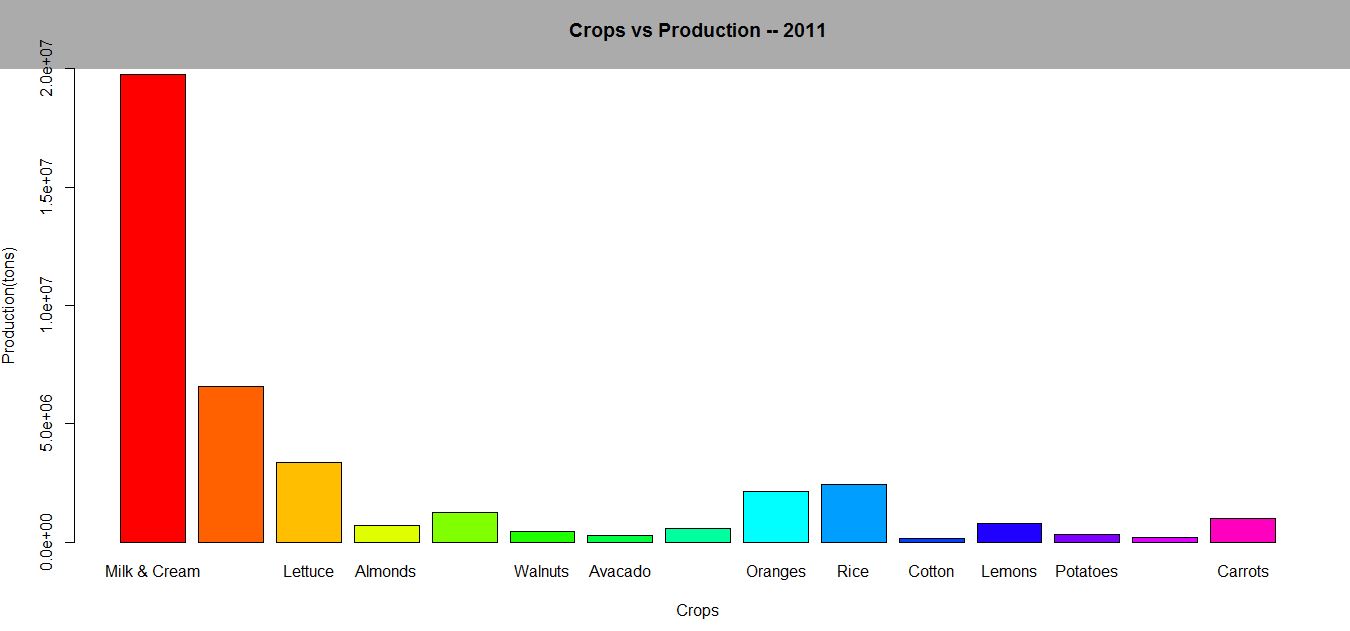 Crops vs Production -- 2011
Production(tons)
2.0e+07
1.5e+07
1.0e+07
5.0e+06
0.0e+00
Milk & Cream Lettuce Almonds Walnuts Avacado Oranges Rice Cotton Lemons Potatoes Carrots
Crops